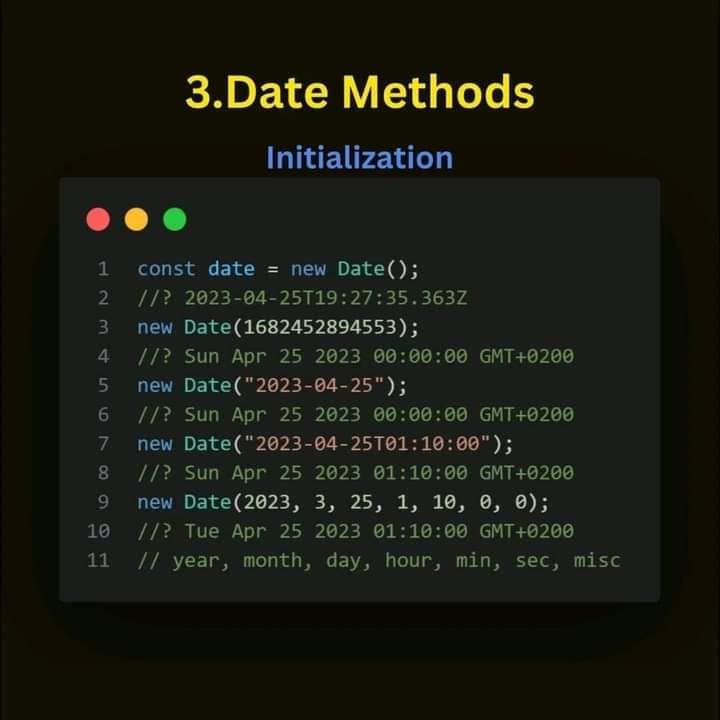 3.Date Methods
Initialization
1 const date = new Date();
2 //? 2023-04-25T19:27:35.363Z
3 new Date(1682452894553);
4 //? Sun Apr 25 2023 00:00:00 GMT+0200
5 new Date("2023-04-25");
6 //? Sun Apr 25 2023 00:00:00 GMT+0200
7 new Date("2023-04-25T01:10:00");
8 //? Sun Apr 25 2023 01:10:00 GMT+0200
9 new Date(2023, 3, 25, 1, 10, 0, 0);
10 //? Tue Apr 25 2023 01:10:00 GMT+0200
11 // year, month, day, hour, min, sec, misc